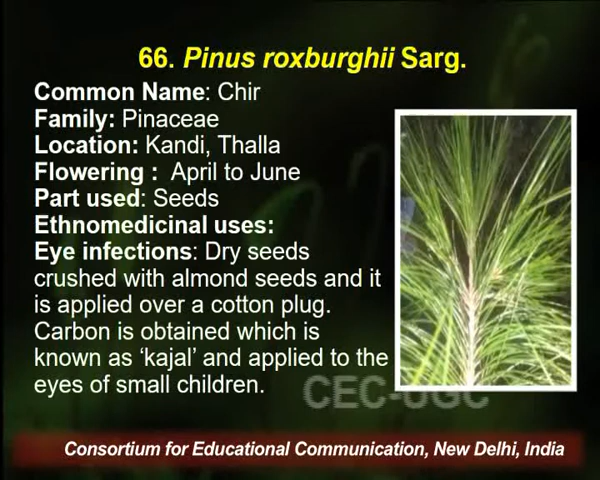 66. Pinus roxburghii Sarg.
Common Name: Chir
Family: Pinaceae
Location: Kandi, Thalla
Flowering : April to June
Part used: Seeds
Ethnomedicinal uses:
Eye infections: Dry seeds
crushed with almond seeds and it
is applied over a cotton plug.
Carbon is obtained which is
known as ‘kajal’ and applied to the
eyes of small children.
CEC-UGC
Consortium for Educational Communication, New Delhi, India